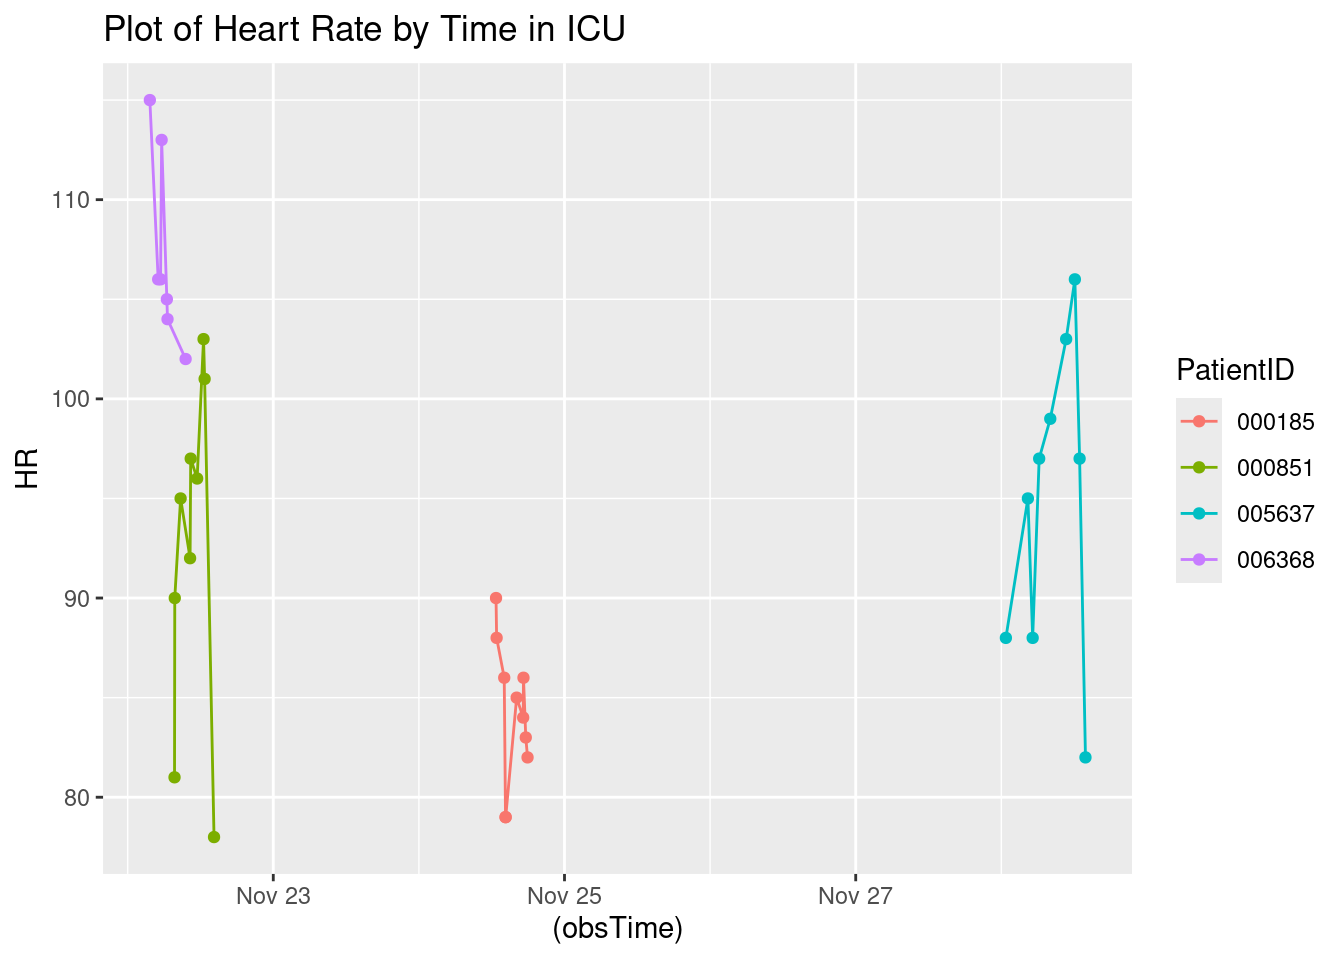 Plot of Heart Rate by Time in ICU
110
100
90
80
HR
Nov 23
Nov 25
Nov 27
(obsTime)
PatientID
000185
000851
005637
006368